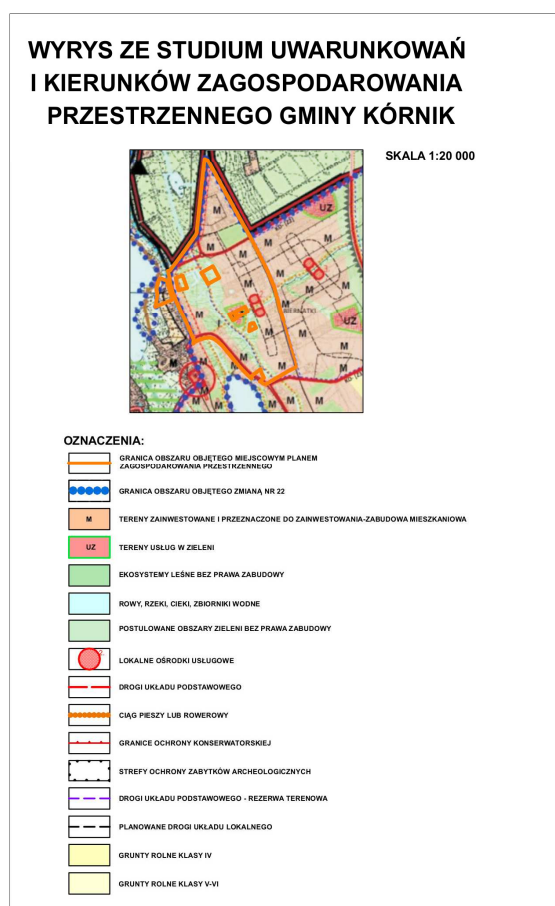 WYRYS ZE STUDIUM UWARUNKOWAŃ
I KIERUNKÓW ZAGOSPODAROWANIA
PRZESTRZENNEGO GMINY KÓRNIK
SKALA 1:20 000
M
UZ
M
M
M
M
M
M
M
M
M
UZ
M
M
M
M
M
M
M
M
M
M
OZNACZENIA:
GRANICA OBSZARU OBJĘTEGO MIEJSCOWYM PLANEM
ZAGOSPODAROWANIA PRZESTRZENNEGO
GRANICA OBSZARU OBJĘTEGO ZMIANĄ NR 22
M TERENY ZAINWESTOWANE I PRZEZNACZONE DO ZAINWESTOWANIA-ZABUDOWA MIESZKANIOWA
UZ TERENY USŁUG W ZIELENI
EKOSYSTEMY LEŚNE BEZ PRAWA ZABUDOWY
ROWY, RZEKI, CIEKI, ZBIORNIKI WODNE
POSTULOWANE OBSZARY ZIELENI BEZ PRAWA ZABUDOWY
LOKALNE OŚRODKI USŁUGOWE
DROGI UKŁADU PODSTAWOWEGO
CIĄG PIESZY LUB ROWEROWY
GRANICE OCHRONY KONSERWATORSKIEJ
STREFY OCHRONY ZABYTKÓW ARCHEOLOGICZNYCH
DROGI UKŁADU PODSTAWOWEGO - REZERWA TERENOWA
PLANOWANE DROGI UKŁADU LOKALNEGO
GRUNTY ROLNE KLASY IV
GRUNTY ROLNE KLASY V-VI